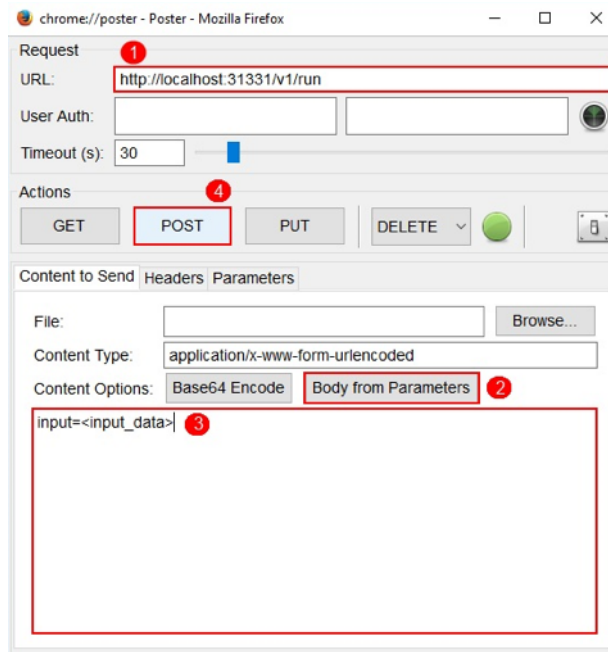 chrome://poster - Poster - Mozilla Firefox
Request
1
URL: http://localhost:31331/v1/run
User Auth:
Timeout (s): 30
Actions
4
GET POST PUT DELETE
Content to Send Headers Parameters
File: Browse...
Content Type: application/x-www-form-urlencoded
Content Options: Base64 Encode Body from Parameters 2
input=<input_data> 3